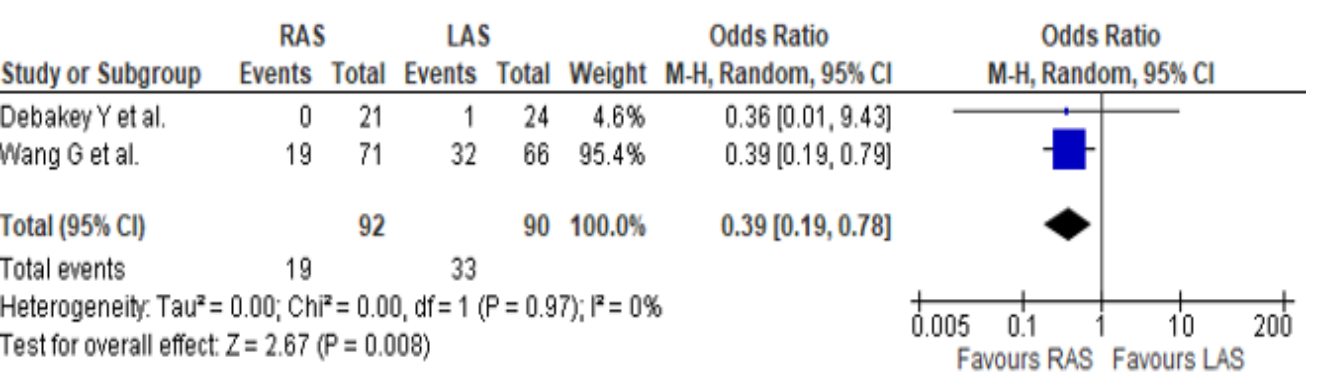 RAS LAS Odds Ratio Odds Ratio
Study or Subgroup Events Total Events Total Weight M-H, Random, 95% CI M-H, Random, 95% CI
Debakey Y et al. 0 21 1 24 4.6% 0.36 [0.01, 9.43]
Wang G et al. 19 71 32 66 95.4% 0.39 [0.19, 0.79]
Total (95% CI) 92 90 100.0% 0.39 [0.19, 0.78]
Total events 19 33
Heterogeneity: Tau² = 0.00; Chi² = 0.00, df = 1 (P = 0.97); I² = 0%
Test for overall effect: Z = 2.67 (P = 0.008)
0.005 0.1 1 10 200
Favours RAS Favours LAS